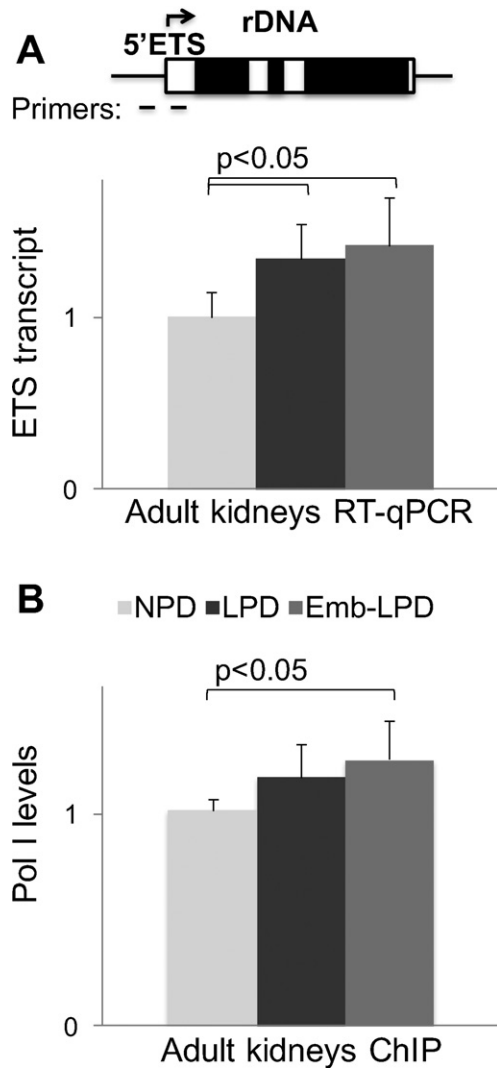 A
rDNA
5'ETS
Primers:
p<0.05
ETS transcript
1
0
Adult kidneys RT-qPCR
B
NPD LPD Emb-LPD
p<0.05
Pol I levels
1
0
Adult kidneys ChIP